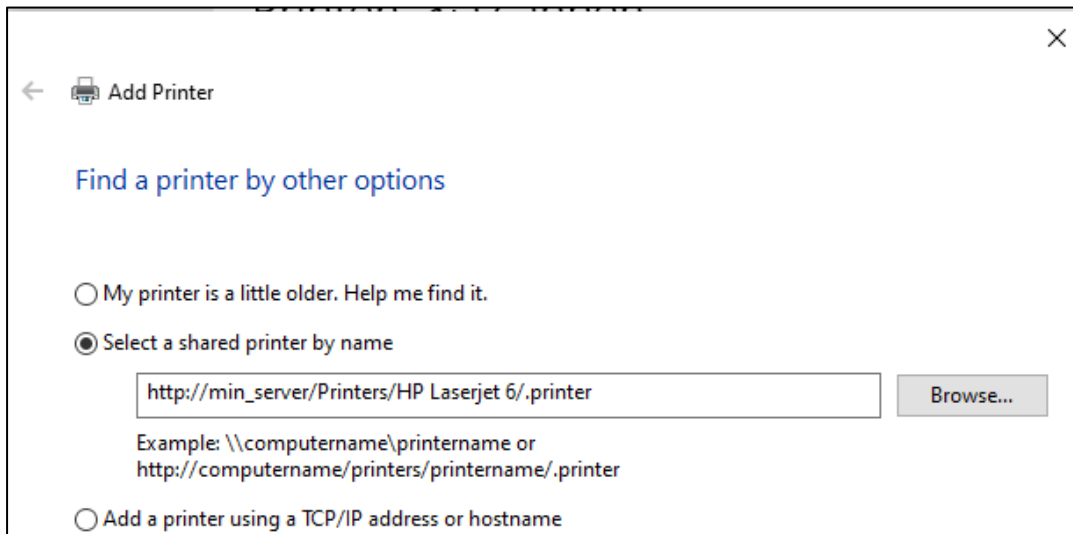 Add Printer
Find a printer by other options
My printer is a little older. Help me find it.
Select a shared printer by name
http://min_server/Printers/HP Laserjet 6/.printer
Browse...
Example: \\computername\printername or
http://computername/printers/printername/.printer
Add a printer using a TCP/IP address or hostname